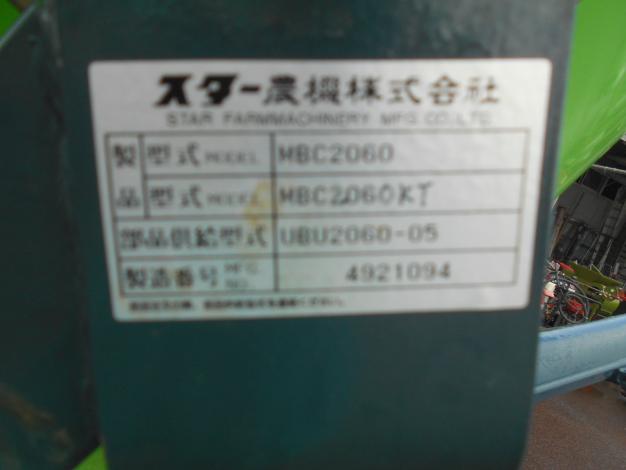 スター農機株式会社
STAR FARMMACHINERY MFG.CO.,LTD.
製 型式 MODEL MBC2060
品 型式 MODEL MBC2060KT
部品供給型式 UBU2060-05
製造番号 MFG. NO. 4921094